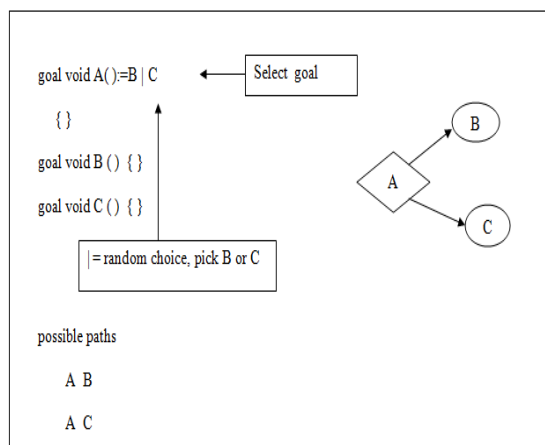 goal void A( ):=B | C
Select goal
{ }
goal void B ( ) { }
goal void C ( ) { }
B
A
C
| = random choice, pick B or C
possible paths
A B
A C